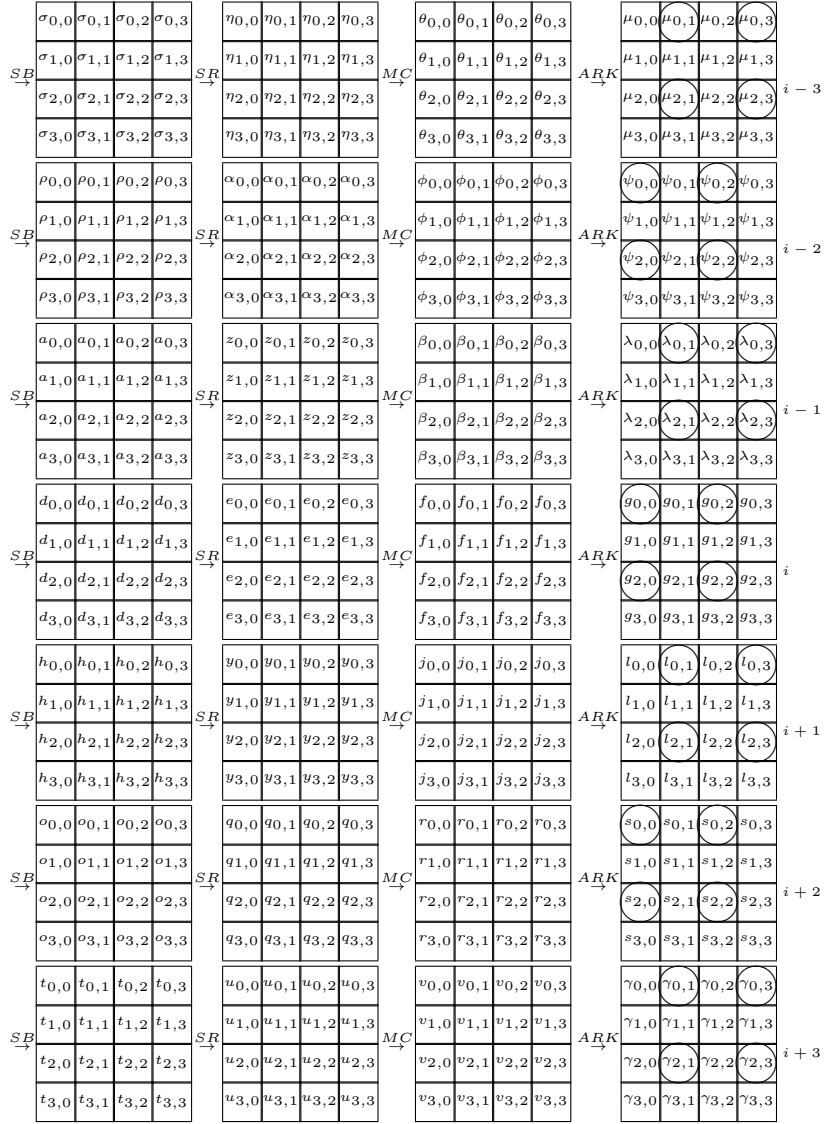 σ0,0 σ0,1 σ0,2 σ0,3 η0,0 η0,1 η0,2 η0,3 θ0,0 θ0,1 θ0,2 θ0,3 μ0,0 μ0,1 μ0,2 μ0,3
SB→ σ1,0 σ1,1 σ1,2 σ1,3 SR→ η1,0 η1,1 η1,2 η1,3 MC→ θ1,0 θ1,1 θ1,2 θ1,3 ARK→ μ1,0 μ1,1 μ1,2 μ1,3 i − 3
σ2,0 σ2,1 σ2,2 σ2,3 η2,0 η2,1 η2,2 η2,3 θ2,0 θ2,1 θ2,2 θ2,3 μ2,0 μ2,1 μ2,2 μ2,3
σ3,0 σ3,1 σ3,2 σ3,3 η3,0 η3,1 η3,2 η3,3 θ3,0 θ3,1 θ3,2 θ3,3 μ3,0 μ3,1 μ3,2 μ3,3
ρ0,0 ρ0,1 ρ0,2 ρ0,3 α0,0 α0,1 α0,2 α0,3 ϕ0,0 ϕ0,1 ϕ0,2 ϕ0,3 ψ0,0 ψ0,1 ψ0,2 ψ0,3
SB→ ρ1,0 ρ1,1 ρ1,2 ρ1,3 SR→ α1,0 α1,1 α1,2 α1,3 MC→ ϕ1,0 ϕ1,1 ϕ1,2 ϕ1,3 ARK→ ψ1,0 ψ1,1 ψ1,2 ψ1,3 i − 2
ρ2,0 ρ2,1 ρ2,2 ρ2,3 α2,0 α2,1 α2,2 α2,3 ϕ2,0 ϕ2,1 ϕ2,2 ϕ2,3 ψ2,0 ψ2,1 ψ2,2 ψ2,3
ρ3,0 ρ3,1 ρ3,2 ρ3,3 α3,0 α3,1 α3,2 α3,3 ϕ3,0 ϕ3,1 ϕ3,2 ϕ3,3 ψ3,0 ψ3,1 ψ3,2 ψ3,3
a0,0 a0,1 a0,2 a0,3 z0,0 z0,1 z0,2 z0,3 β0,0 β0,1 β0,2 β0,3 λ0,0 λ0,1 λ0,2 λ0,3
SB→ a1,0 a1,1 a1,2 a1,3 SR→ z1,0 z1,1 z1,2 z1,3 MC→ β1,0 β1,1 β1,2 β1,3 ARK→ λ1,0 λ1,1 λ1,2 λ1,3 i − 1
a2,0 a2,1 a2,2 a2,3 z2,0 z2,1 z2,2 z2,3 β2,0 β2,1 β2,2 β2,3 λ2,0 λ2,1 λ2,2 λ2,3
a3,0 a3,1 a3,2 a3,3 z3,0 z3,1 z3,2 z3,3 β3,0 β3,1 β3,2 β3,3 λ3,0 λ3,1 λ3,2 λ3,3
d0,0 d0,1 d0,2 d0,3 e0,0 e0,1 e0,2 e0,3 f0,0 f0,1 f0,2 f0,3 g0,0 g0,1 g0,2 g0,3
SB→ d1,0 d1,1 d1,2 d1,3 SR→ e1,0 e1,1 e1,2 e1,3 MC→ f1,0 f1,1 f1,2 f1,3 ARK→ g1,0 g1,1 g1,2 g1,3 i
d2,0 d2,1 d2,2 d2,3 e2,0 e2,1 e2,2 e2,3 f2,0 f2,1 f2,2 f2,3 g2,0 g2,1 g2,2 g2,3
d3,0 d3,1 d3,2 d3,3 e3,0 e3,1 e3,2 e3,3 f3,0 f3,1 f3,2 f3,3 g3,0 g3,1 g3,2 g3,3
h0,0 h0,1 h0,2 h0,3 y0,0 y0,1 y0,2 y0,3 j0,0 j0,1 j0,2 j0,3 l0,0 l0,1 l0,2 l0,3
SB→ h1,0 h1,1 h1,2 h1,3 SR→ y1,0 y1,1 y1,2 y1,3 MC→ j1,0 j1,1 j1,2 j1,3 ARK→ l1,0 l1,1 l1,2 l1,3 i + 1
h2,0 h2,1 h2,2 h2,3 y2,0 y2,1 y2,2 y2,3 j2,0 j2,1 j2,2 j2,3 l2,0 l2,1 l2,2 l2,3
h3,0 h3,1 h3,2 h3,3 y3,0 y3,1 y3,2 y3,3 j3,0 j3,1 j3,2 j3,3 l3,0 l3,1 l3,2 l3,3
o0,0 o0,1 o0,2 o0,3 q0,0 q0,1 q0,2 q0,3 r0,0 r0,1 r0,2 r0,3 s0,0 s0,1 s0,2 s0,3
SB→ o1,0 o1,1 o1,2 o1,3 SR→ q1,0 q1,1 q1,2 q1,3 MC→ r1,0 r1,1 r1,2 r1,3 ARK→ s1,0 s1,1 s1,2 s1,3 i + 2
o2,0 o2,1 o2,2 o2,3 q2,0 q2,1 q2,2 q2,3 r2,0 r2,1 r2,2 r2,3 s2,0 s2,1 s2,2 s2,3
o3,0 o3,1 o3,2 o3,3 q3,0 q3,1 q3,2 q3,3 r3,0 r3,1 r3,2 r3,3 s3,0 s3,1 s3,2 s3,3
t0,0 t0,1 t0,2 t0,3 u0,0 u0,1 u0,2 u0,3 v0,0 v0,1 v0,2 v0,3 γ0,0 γ0,1 γ0,2 γ0,3
SB→ t1,0 t1,1 t1,2 t1,3 SR→ u1,0 u1,1 u1,2 u1,3 MC→ v1,0 v1,1 v1,2 v1,3 ARK→ γ1,0 γ1,1 γ1,2 γ1,3 i + 3
t2,0 t2,1 t2,2 t2,3 u2,0 u2,1 u2,2 u2,3 v2,0 v2,1 v2,2 v2,3 γ2,0 γ2,1 γ2,2 γ2,3
t3,0 t3,1 t3,2 t3,3 u3,0 u3,1 u3,2 u3,3 v3,0 v3,1 v3,2 v3,3 γ3,0 γ3,1 γ3,2 γ3,3